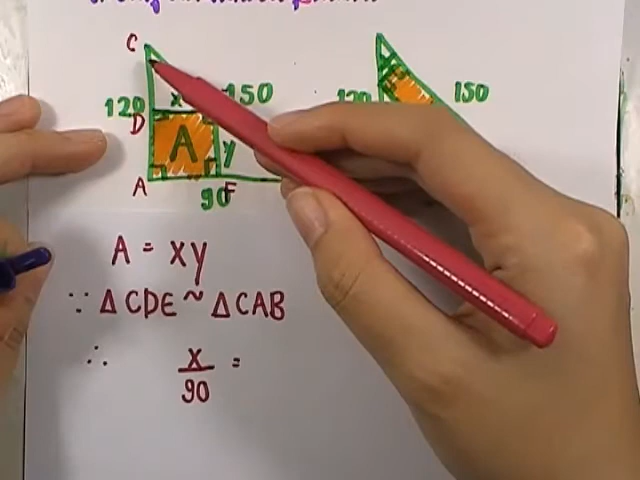 C
120 x 150
D
A y
A 90 F
120 150
A = xy
∵ ΔCDE ~ ΔCAB
∴ x/90 =